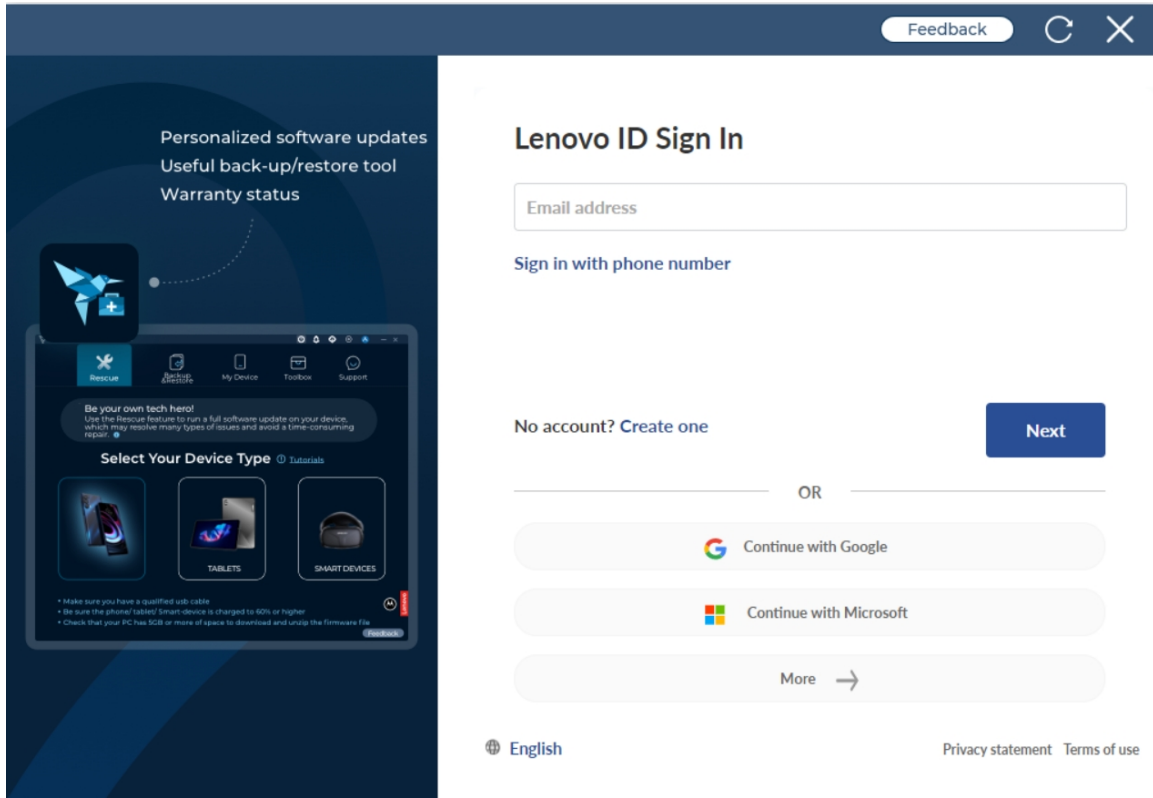 Feedback
Personalized software updates
Useful back-up/restore tool
Warranty status
Rescue
Backup
&Restore
My Device
Toolbox
Support
Be your own tech hero!
Use the Rescue feature to run a full software update on your device,
which may resolve many types of issues and avoid a time-consuming
repair.
Select Your Device Type Tutorials
TABLETS
SMART DEVICES
• Make sure you have a qualified usb cable
• Be sure the phone/ tablet/ Smart-device is charged to 60% or higher
• Check that your PC has 5GB or more of space to download and unzip the firmware file
Lenovo
Feedback
Lenovo ID Sign In
Email address
Sign in with phone number
No account? Create one
Next
OR
Continue with Google
Continue with Microsoft
More
English
Privacy statement Terms of use